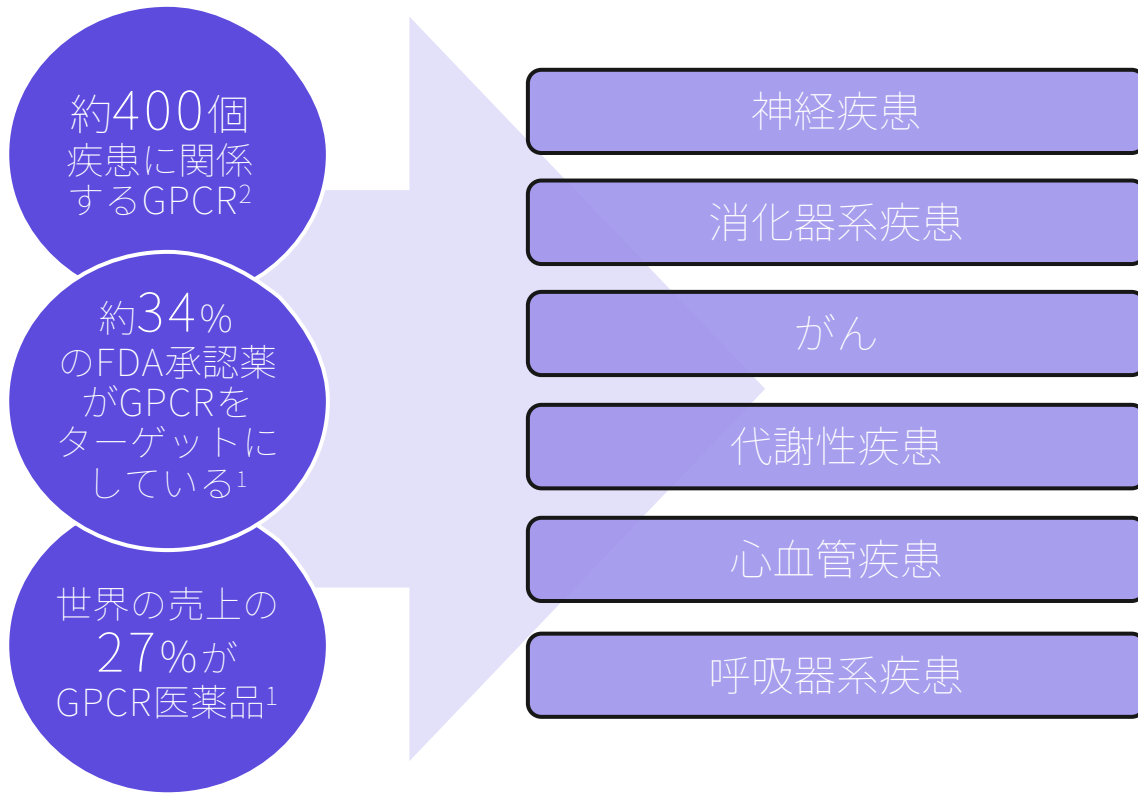 約400個
疾患に関係
するGPCR2
約34%
のFDA承認薬
がGPCRを
ターゲットに
している1
世界の売上の
27%が
GPCR医薬品1
神経疾患
消化器系疾患
がん
代謝性疾患
心血管疾患
呼吸器系疾患